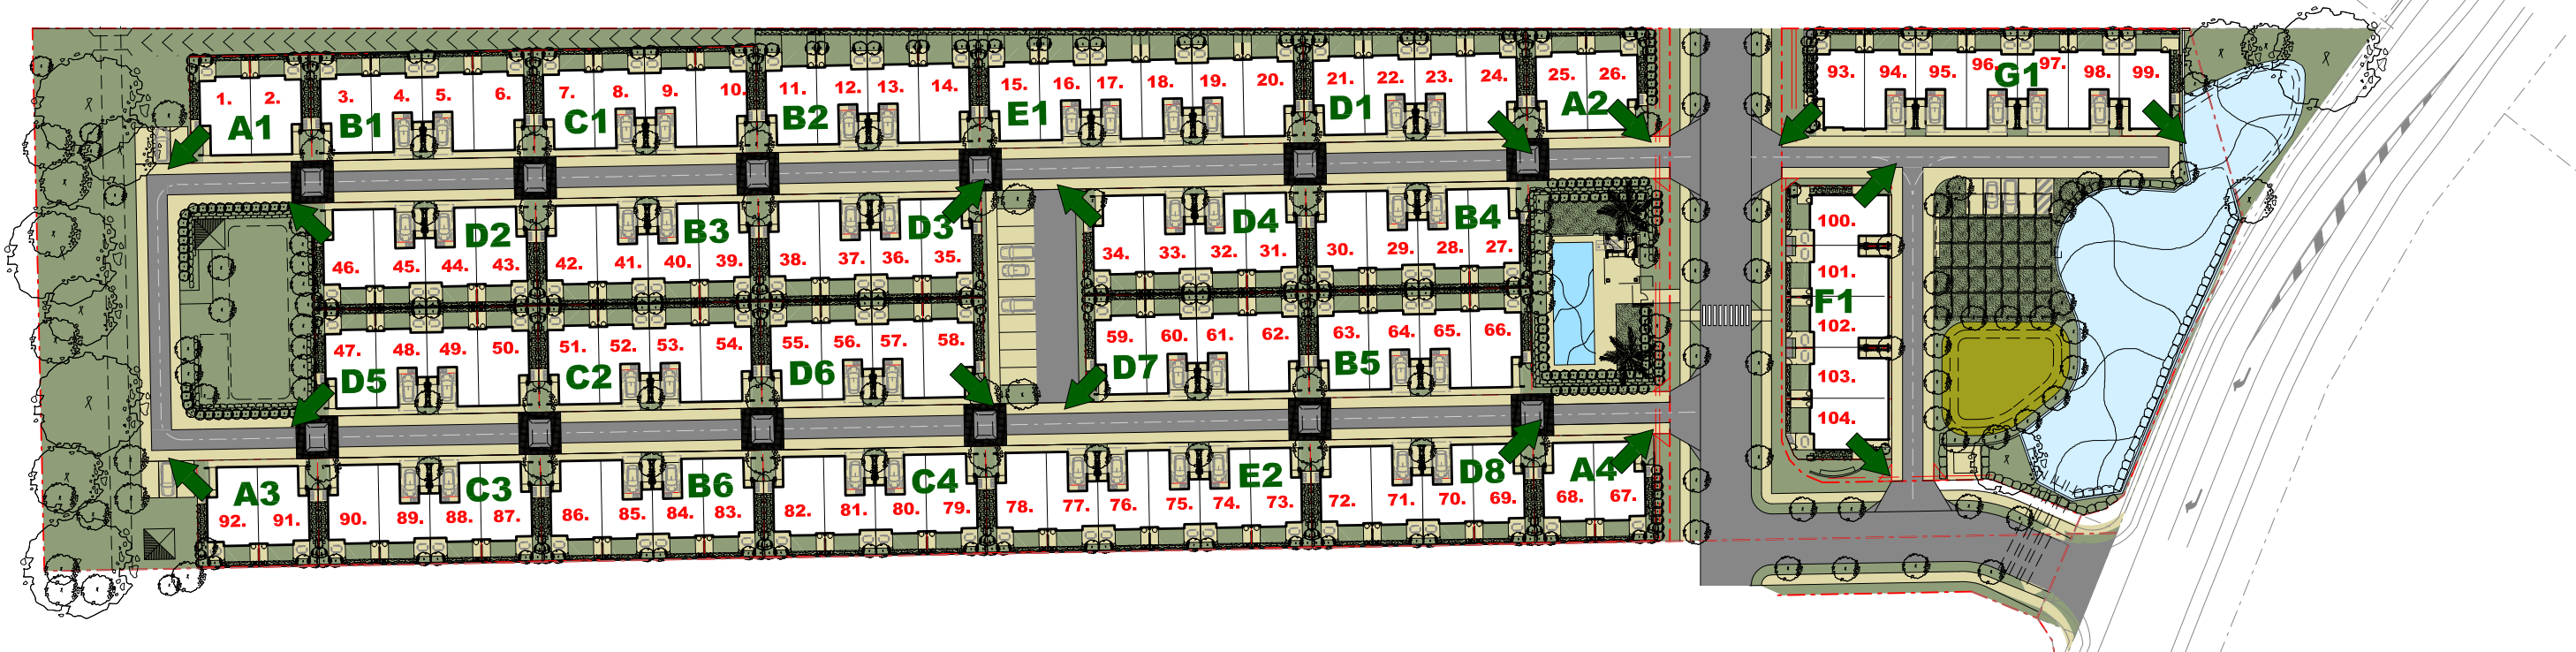 1. 2. 3. 4. 5. 6. 7. 8. 9. 10. 11. 12. 13. 14. 15. 16. 17. 18. 19. 20. 21. 22. 23. 24. 25. 26. 93. 94. 95. 96. 97. 98. 99.
A1 B1 C1 B2 E1 D1 A2 G1
D2 B3 D3 D4 B4 100.
46. 45. 44. 43. 42. 41. 40. 39. 38. 37. 36. 35. 34. 33. 32. 31. 30. 29. 28. 27. 101.
F1
47. 48. 49. 50. 51. 52. 53. 54. 55. 56. 57. 58. 59. 60. 61. 62. 63. 64. 65. 66. 102.
D5 C2 D6 D7 B5 103.
104.
A3 C3 B6 C4 E2 D8 A4
92. 91. 90. 89. 88. 87. 86. 85. 84. 83. 82. 81. 80. 79. 78. 77. 76. 75. 74. 73. 72. 71. 70. 69. 68. 67.